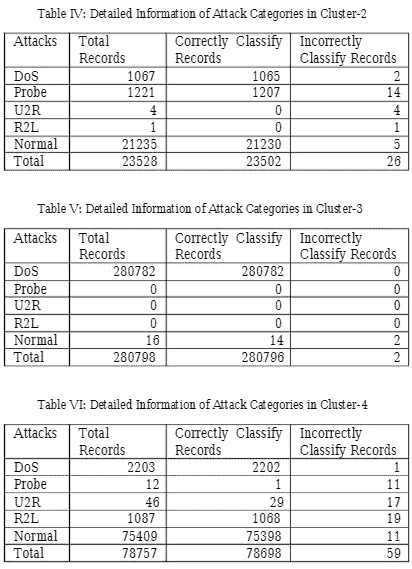 Table IV: Detailed Information of Attack Categories in Cluster-2
Attacks Total Records Correctly Classify Records Incorrectly Classify Records
DoS 1067 1065 2
Probe 1221 1207 14
U2R 4 0 4
R2L 1 0 1
Normal 21235 21230 5
Total 23528 23502 26
Table V: Detailed Information of Attack Categories in Cluster-3
Attacks Total Records Correctly Classify Records Incorrectly Classify Records
DoS 280782 280782 0
Probe 0 0 0
U2R 0 0 0
R2L 0 0 0
Normal 16 14 2
Total 280798 280796 2
Table VI: Detailed Information of Attack Categories in Cluster-4
Attacks Total Records Correctly Classify Records Incorrectly Classify Records
DoS 2203 2202 1
Probe 12 1 11
U2R 46 29 17
R2L 1087 1068 19
Normal 75409 75398 11
Total 78757 78698 59